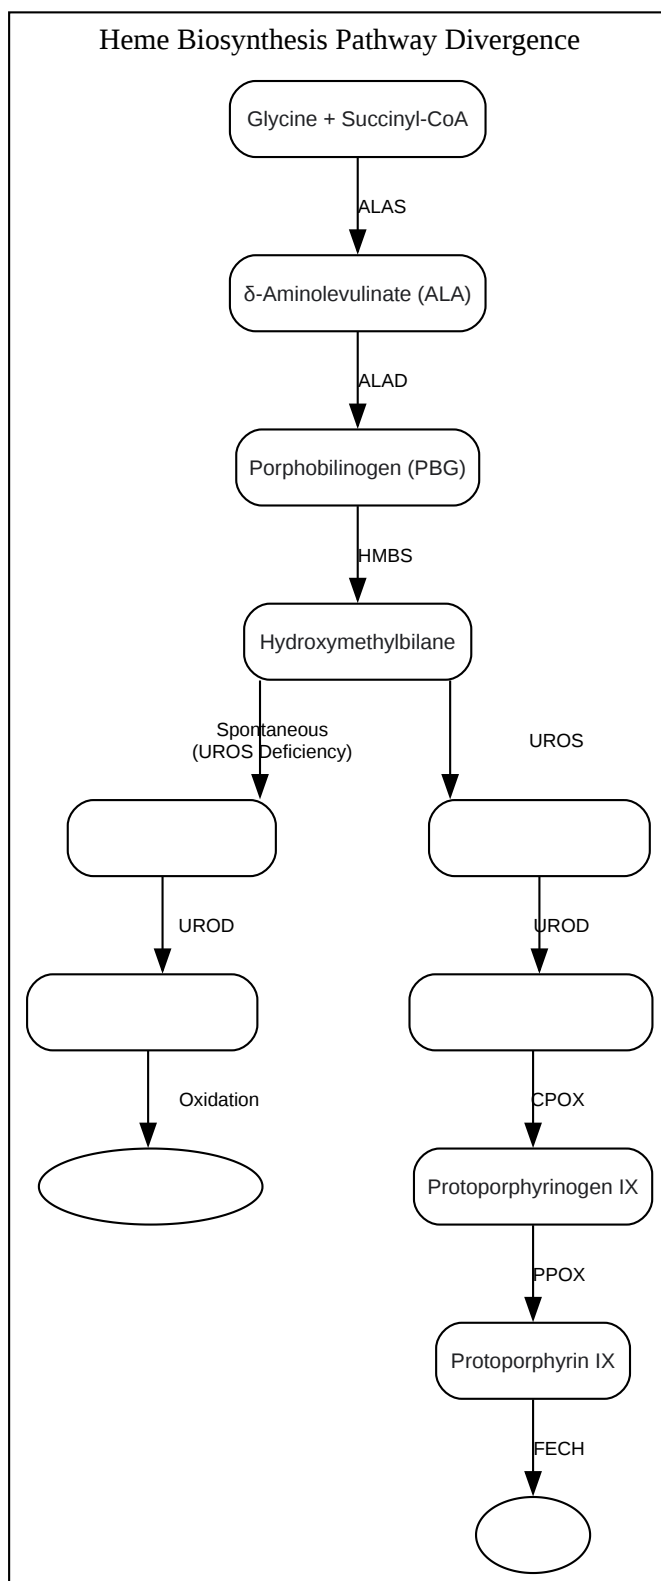 Heme Biosynthesis Pathway Divergence
Glycine + Succinyl-CoA
ALAS
δ-Aminolevulinate (ALA)
ALAD
Porphobilinogen (PBG)
HMBS
Hydroxymethylbilane
Spontaneous
(UROS Deficiency)
UROS
UROD
UROD
Oxidation
CPOX
Protoporphyrinogen IX
PPOX
Protoporphyrin IX
FECH